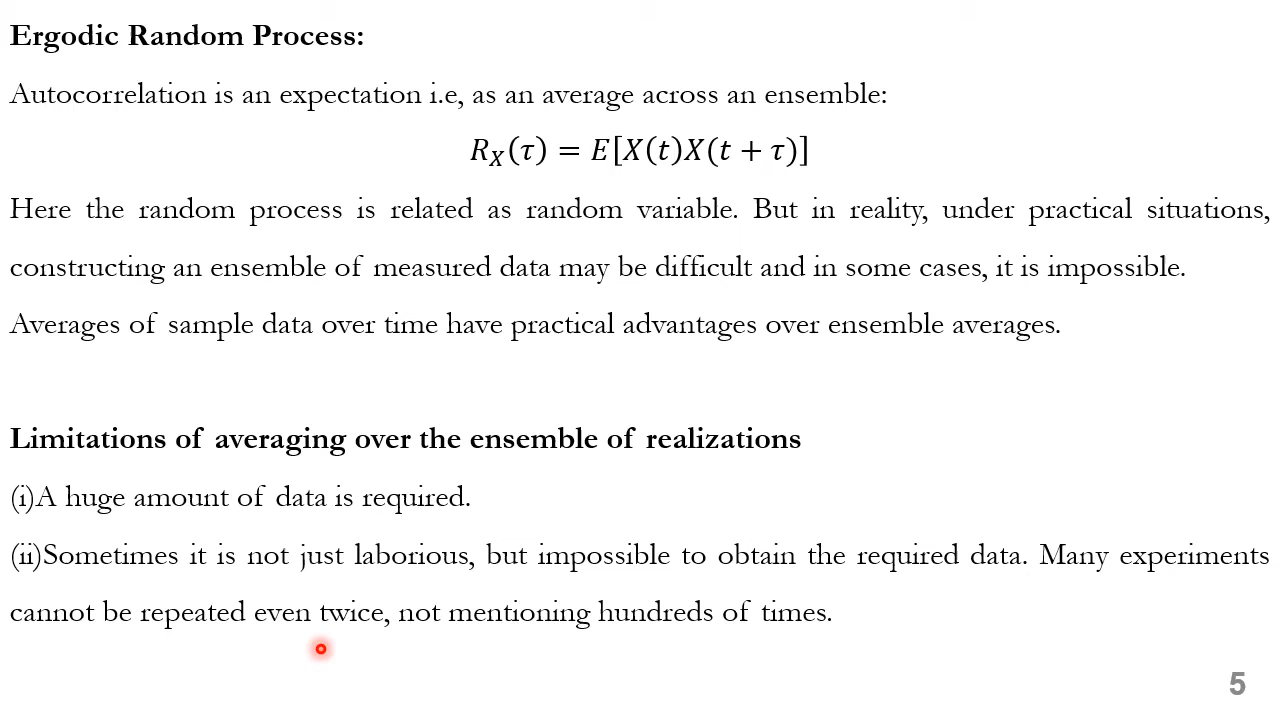 Ergodic Random Process:
Autocorrelation is an expectation i.e, as an average across an ensemble:
R_X(τ) = E[X(t)X(t + τ)]
Here the random process is related as random variable. But in reality, under practical situations,
constructing an ensemble of measured data may be difficult and in some cases, it is impossible.
Averages of sample data over time have practical advantages over ensemble averages.
Limitations of averaging over the ensemble of realizations
(i)A huge amount of data is required.
(ii)Sometimes it is not just laborious, but impossible to obtain the required data. Many experiments
cannot be repeated even twice, not mentioning hundreds of times.
5